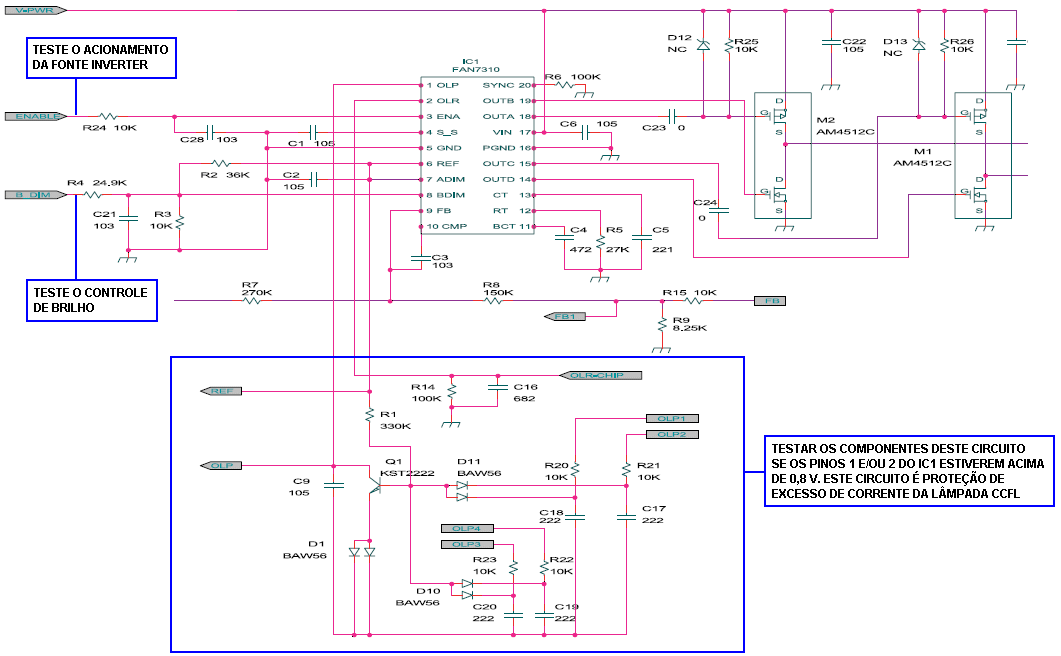 V-PWR
TESTE O ACIONAMENTO
DA FONTE INVERTER
ENABLE
R24 10K
C28 103
C1 105
R2 36K
C2
105
B_DIM
R4 24.9K
C21
103
R3
10K
TESTE O CONTROLE
DE BRILHO
IC1
FAN7310
1 OLP
2 OLR
3 ENA
4 S_S
5 GND
6 REF
7 ADIM
8 BDIM
9 FB
10 CMP
SYNC 20
OUTB 19
OUTA 18
VIN 17
PGND 16
OUTC 15
OUTD 14
CT 13
RT 12
BCT 11
R6 100K
C6 105
C23 0
D12
NC
R25
10K
C22
105
D13
NC
R26
10K
D
G
S
D
G
S
M2
AM4512C
M1
AM4512C
D
G
S
D
G
S
C24
0
C3
103
C4
472
R5
27K
C5
221
R7
270K
R8
150K
R15 10K
FB
FB1
R9
8.25K
REF
R14
100K
C16
682
OLR-CHIP
R1
330K
OLP1
OLP2
OLP
Q1
KST2222
D11
BAW56
R20
10K
R21
10K
C9
105
C18
222
C17
222
OLP4
OLP3
D1
BAW56
R23
10K
R22
10K
D10
BAW56
C20
222
C19
222
TESTAR OS COMPONENTES DESTE CIRCUITO
SE OS PINOS 1 E/OU 2 DO IC1 ESTIVEREM ACIMA
DE 0,8 V. ESTE CIRCUITO É PROTEÇÃO DE
EXCESSO DE CORRENTE DA LÂMPADA CCFL